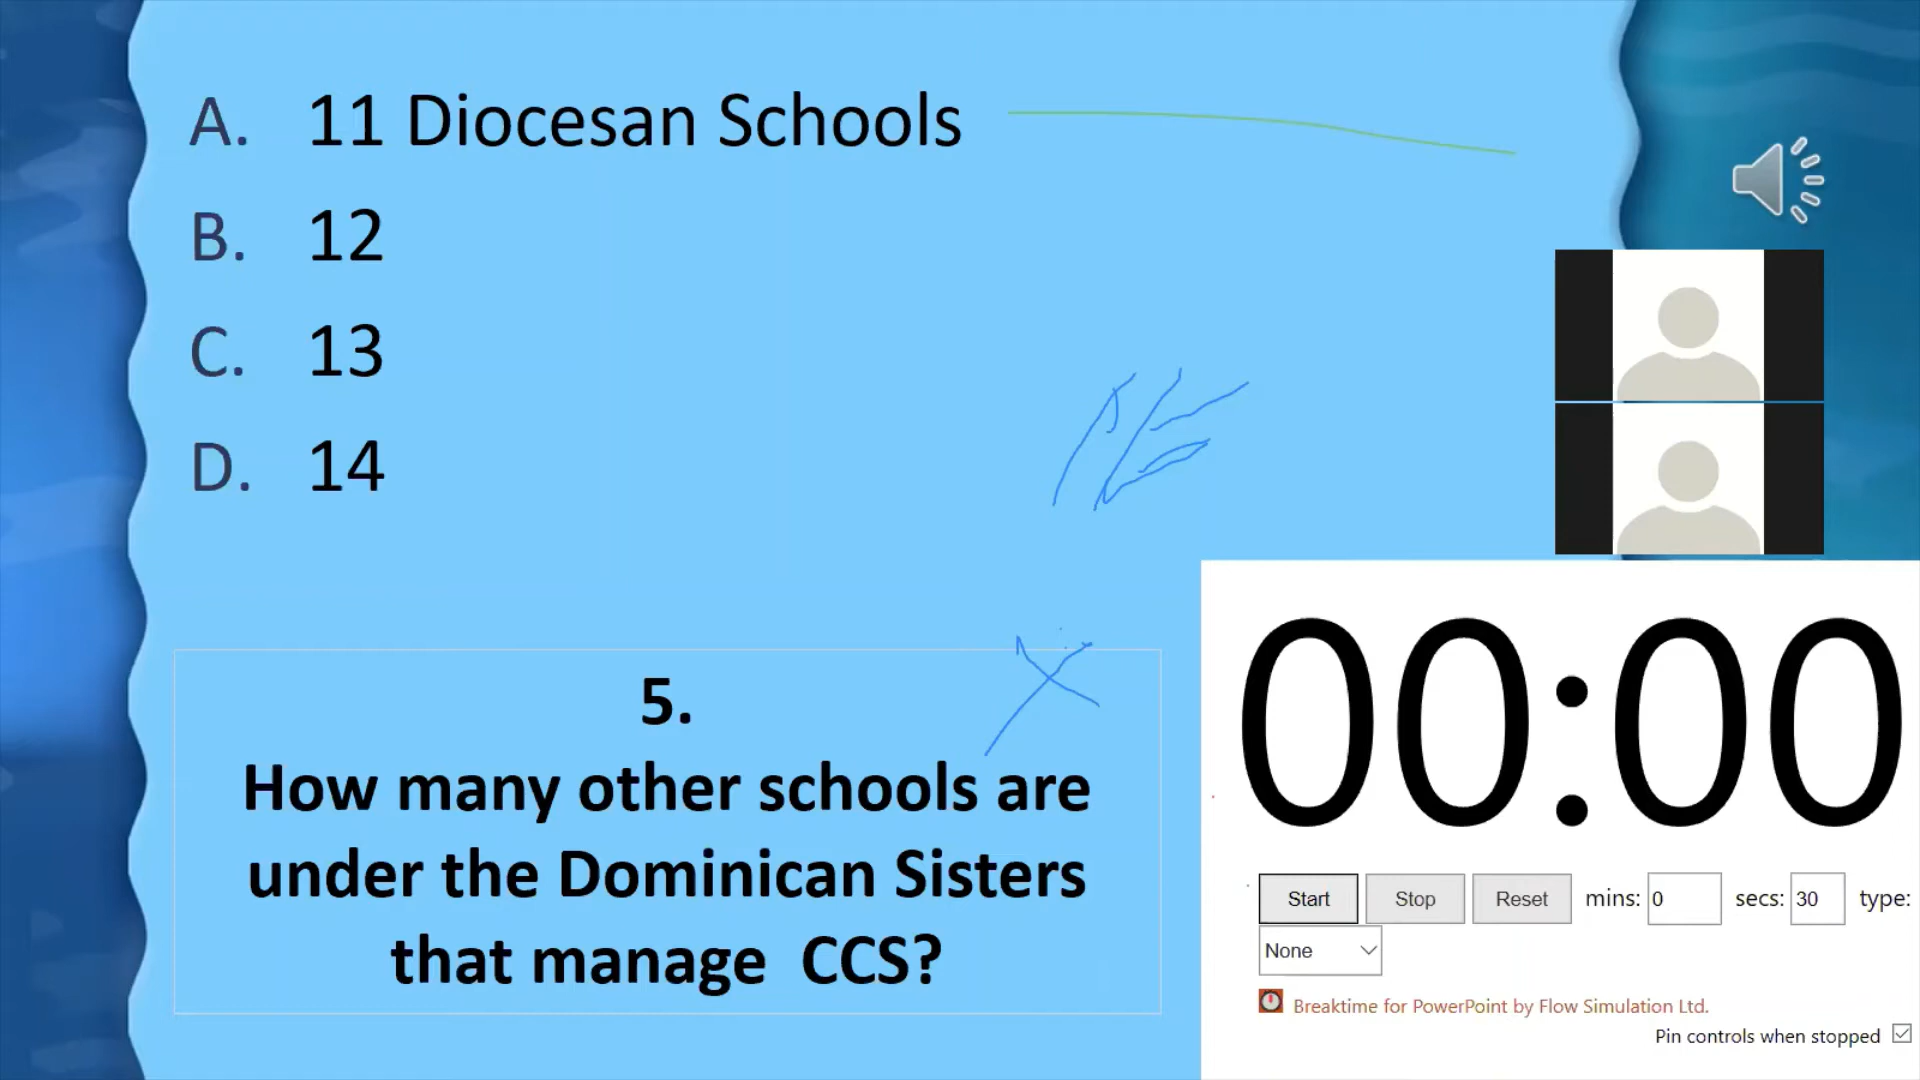 A. 11 Diocesan Schools
B. 12
C. 13
D. 14
5.
How many other schools are
under the Dominican Sisters
that manage  CCS?
00:00
Start Stop Reset mins: 0 secs: 30 type:
None
Breaktime for PowerPoint by Flow Simulation Ltd.
Pin controls when stopped